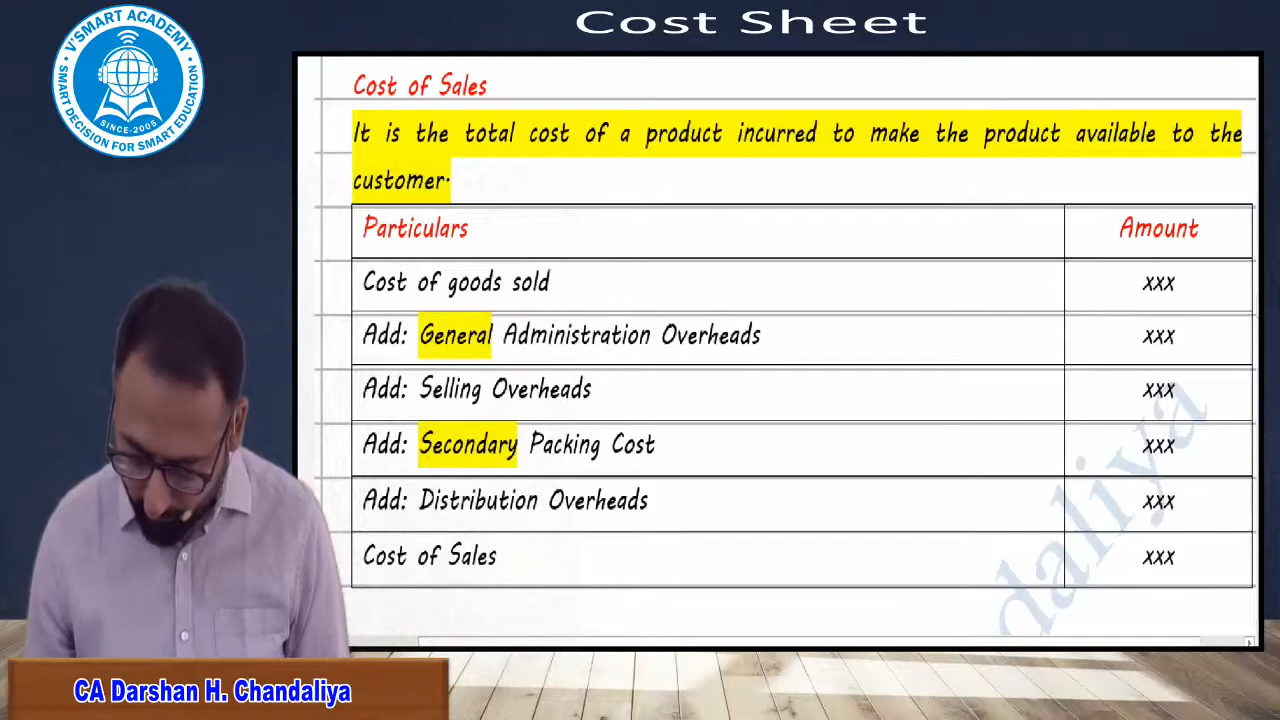 Cost Sheet
V'SMART ACADEMY
SINCE-2005
SMART DECISION FOR SMART EDUCATION
Cost of Sales
It is the total cost of a product incurred to make the product available to the
customer.
Particulars Amount
Cost of goods sold xxx
Add: General Administration Overheads xxx
Add: Selling Overheads xxx
Add: Secondary Packing Cost xxx
Add: Distribution Overheads xxx
Cost of Sales xxx
daliya
CA Darshan H. Chandaliya